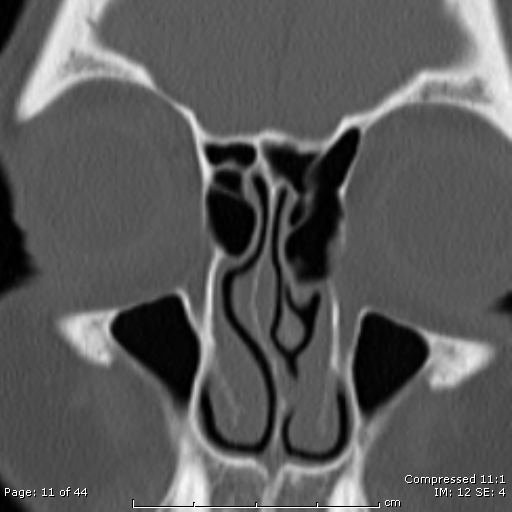 Page: 11 of 44
Compressed 11:1
IM: 12 SE: 4
cm